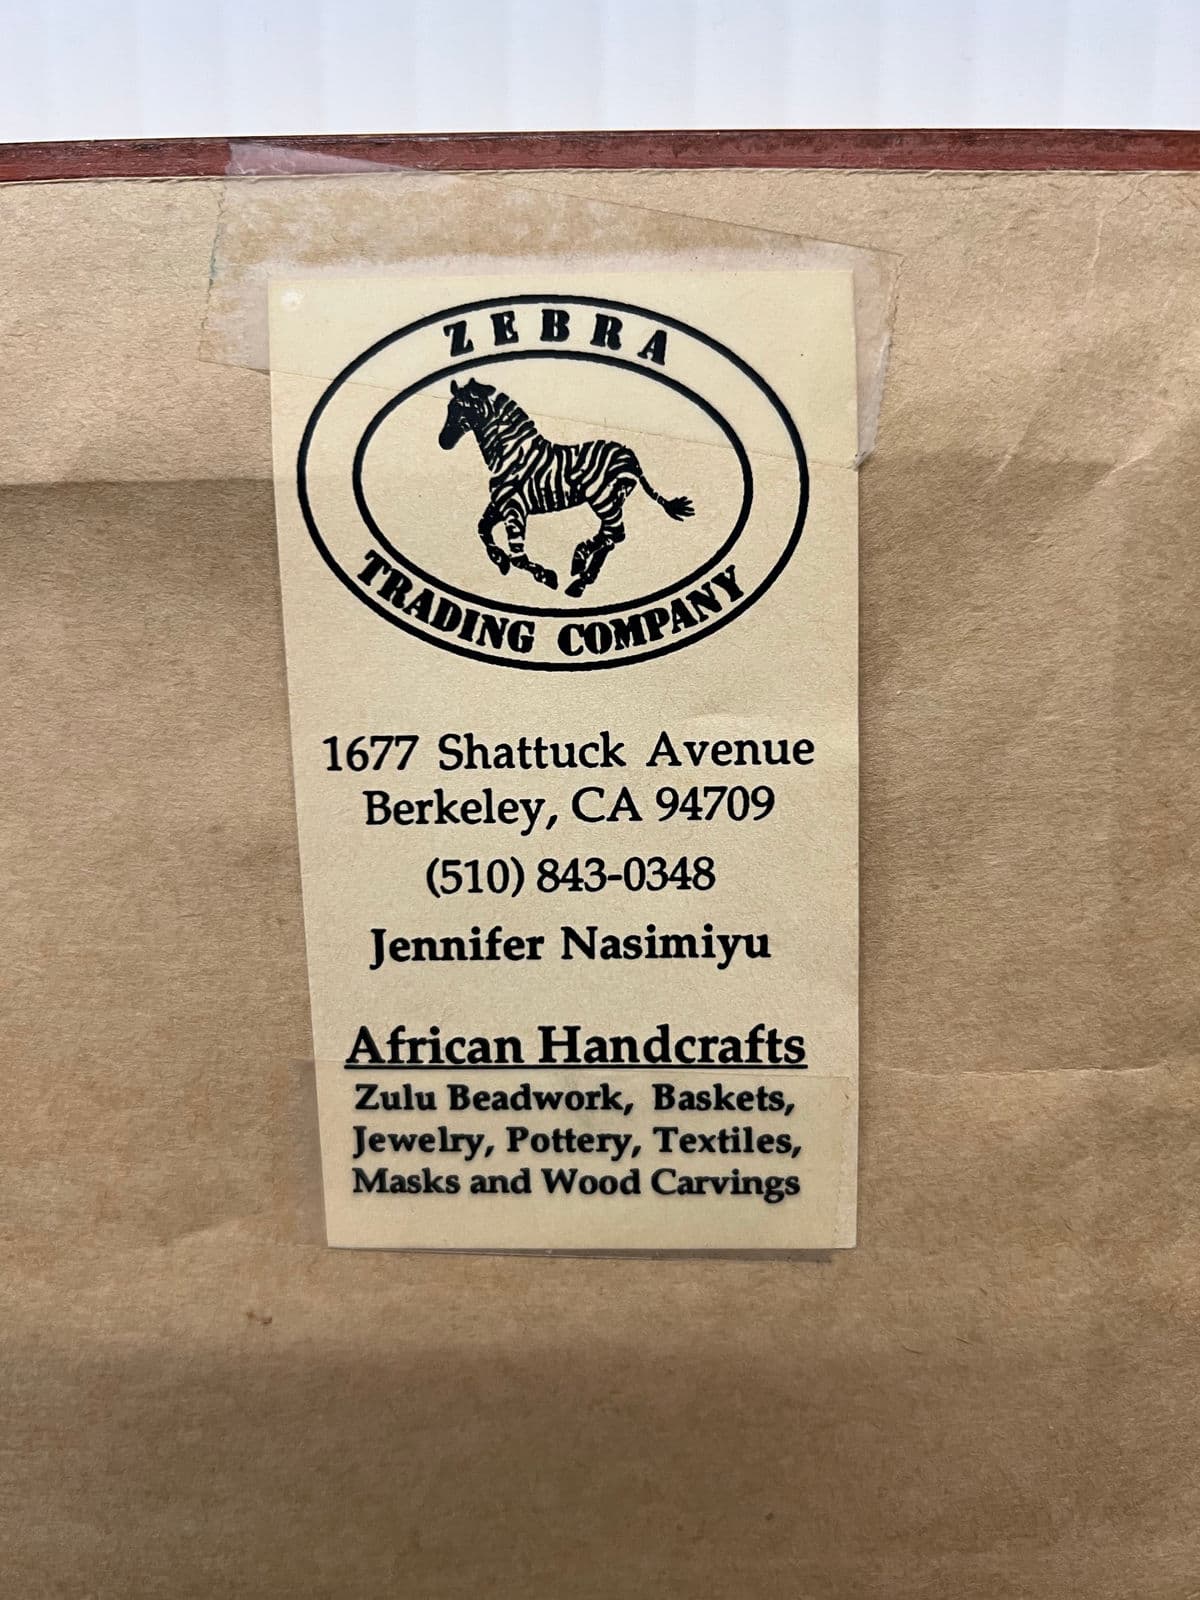 ZEBRA
TRADING COMPANY
1677 Shattuck Avenue
Berkeley, CA 94709
(510) 843-0348
Jennifer Nasimiyu
African Handcrafts
Zulu Beadwork, Baskets,
Jewelry, Pottery, Textiles,
Masks and Wood Carvings